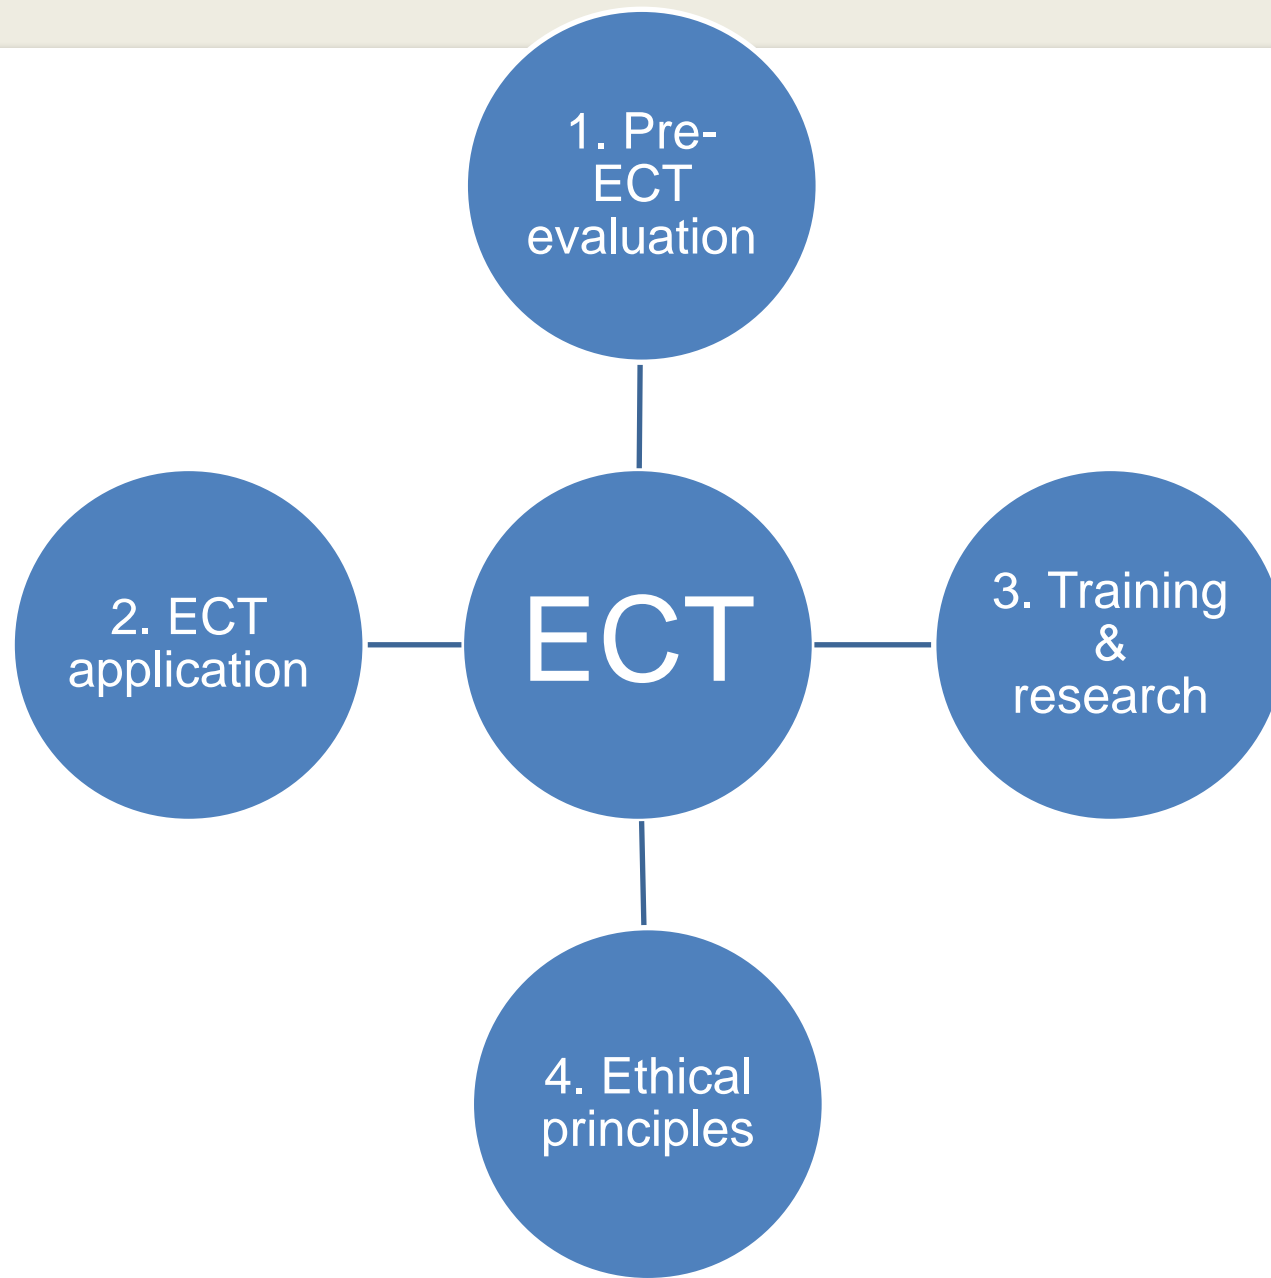 1. Pre-
ECT
evaluation
2. ECT
application
ECT
3. Training
&
research
4. Ethical
principles